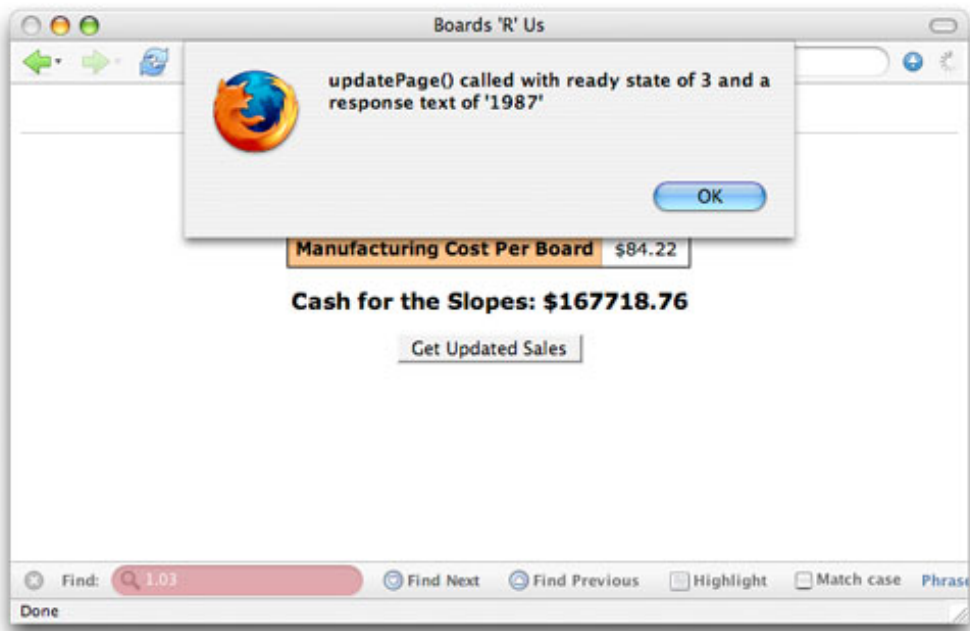 Boards 'R' Us
updatePage() called with ready state of 3 and a
response text of '1987'
OK
Manufacturing Cost Per Board $84.22
Cash for the Slopes: $167718.76
Get Updated Sales
Find: 1.03 Find Next Find Previous Highlight Match case Phrase
Done